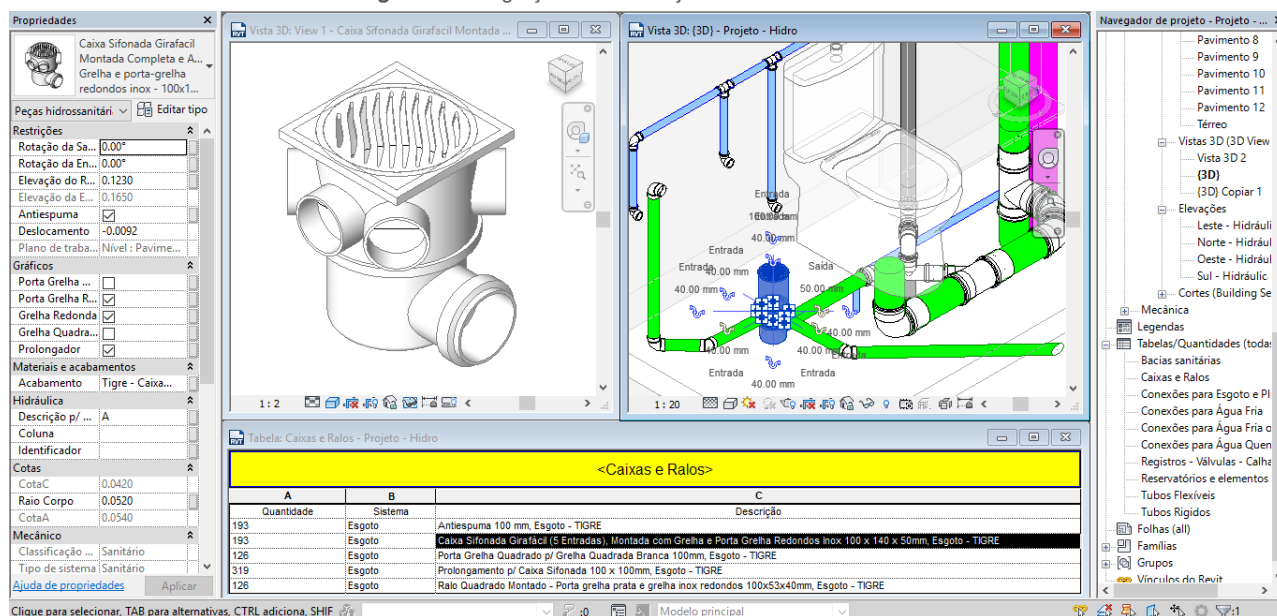 Propriedades
Caixa Sifonada Girafacil
Montada Completa e A...
Grelha e porta-grelha
redondos inox - 100x1...
Peças hidrossanitári
Editar tipo
Restrições
Rotação da Sa... 0.00°
Rotação da En... 0.00°
Elevação do R... 0.1230
Elevação da E... 0.1650
Antiespuma
Deslocamento -0.0092
Plano de traba... Nível : Pavime...
Gráficos
Porta Grelha ...
Porta Grelha R...
Grelha Redonda
Grelha Quadra...
Prolongador
Materiais e acabamentos
Acabamento Tigre - Caixa...
Hidráulica
Descrição p/ ... A
Coluna
Identificador
Cotas
CotaC 0.0420
Raio Corpo 0.0520
CotaA 0.0540
Mecânico
Classificação ... Sanitário
Tipo de sistema Sanitário
Ajuda de propriedades Aplicar
Vista 3D: View 1 - Caixa Sifonada Girafacil Montada ...
1 : 2
Vista 3D: {3D} - Projeto - Hidro
Entrada
40.00 mm
Entrada
Entrada
40.00 mm
40.00 mm
Saída
50.00 mm
40.00 mm
40.00 mm
Entrada
Entrada
Entrada
40.00 mm
1 : 20
Tabela: Caixas e Ralos - Projeto - Hidro
<Caixas e Ralos>
A B C
Quantidade Sistema Descrição
193 Esgoto Antiespuma 100 mm, Esgoto - TIGRE
193 Esgoto Caixa Sifonada Girafácil (5 Entradas), Montada com Grelha e Porta Grelha Redondos Inox 100 x 140 x 50mm, Esgoto - TIGRE
126 Esgoto Porta Grelha Quadrado p/ Grelha Quadrada Branca 100mm, Esgoto - TIGRE
319 Esgoto Prolongamento p/ Caixa Sifonada 100 x 100mm, Esgoto - TIGRE
126 Esgoto Ralo Quadrado Montado - Porta grelha prata e grelha inox redondos 100x53x40mm, Esgoto - TIGRE
Navegador de projeto - Projeto - ...
Pavimento 8
Pavimento 9
Pavimento 10
Pavimento 11
Pavimento 12
Térreo
Vistas 3D (3D View
Vista 3D 2
{3D}
{3D} Copiar 1
Elevações
Leste - Hidráuli
Norte - Hidrául
Oeste - Hidrául
Sul - Hidráulic
Cortes (Building Se
Mecânica
Legendas
Tabelas/Quantidades (todas
Bacias sanitárias
Caixas e Ralos
Conexões para Esgoto e Pl
Conexões para Água Fria
Conexões para Água Fria o
Conexões para Água Quen
Registros - Válvulas - Calha
Reservatórios e elementos
Tubos Flexíveis
Tubos Rigidos
Folhas (all)
Famílias
Grupos
Vínculos do Revit
Clique para selecionar, TAB para alternativas, CTRL adiciona, SHIF
:0
Modelo principal
:1